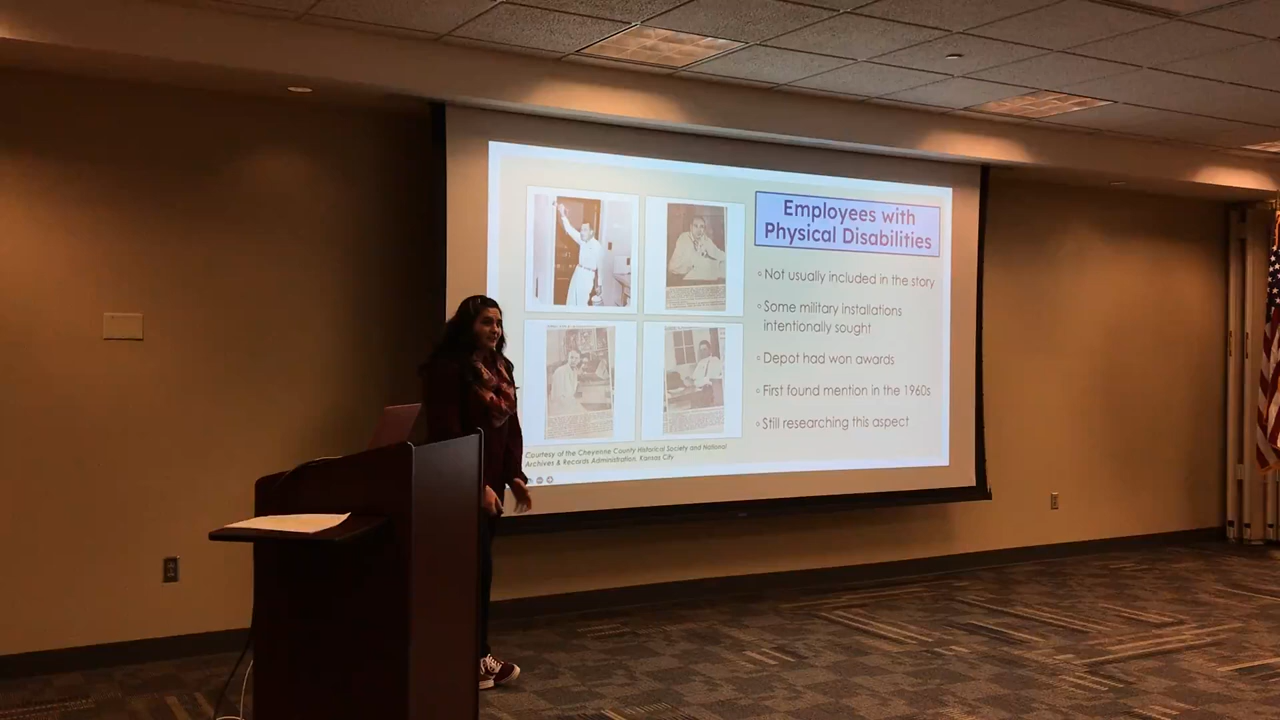 Employees with
Physical Disabilities
Not usually included in the story
Some military installations
intentionally sought
Depot had won awards
First found mention in the 1960s
Still researching this aspect
Courtesy of the Cheyenne County Historical Society and National
Archives & Records Administration, Kansas City